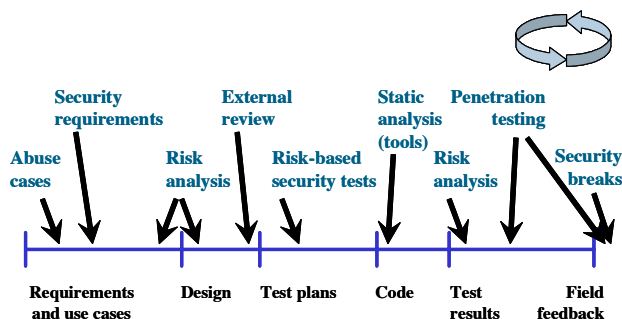 Security
requirements
External
review
Static
analysis
(tools)
Penetration
testing
Abuse
cases
Risk
analysis
Risk-based
security tests
Risk
analysis
Security
breaks
Requirements
and use cases
Design
Test plans
Code
Test
results
Field
feedback